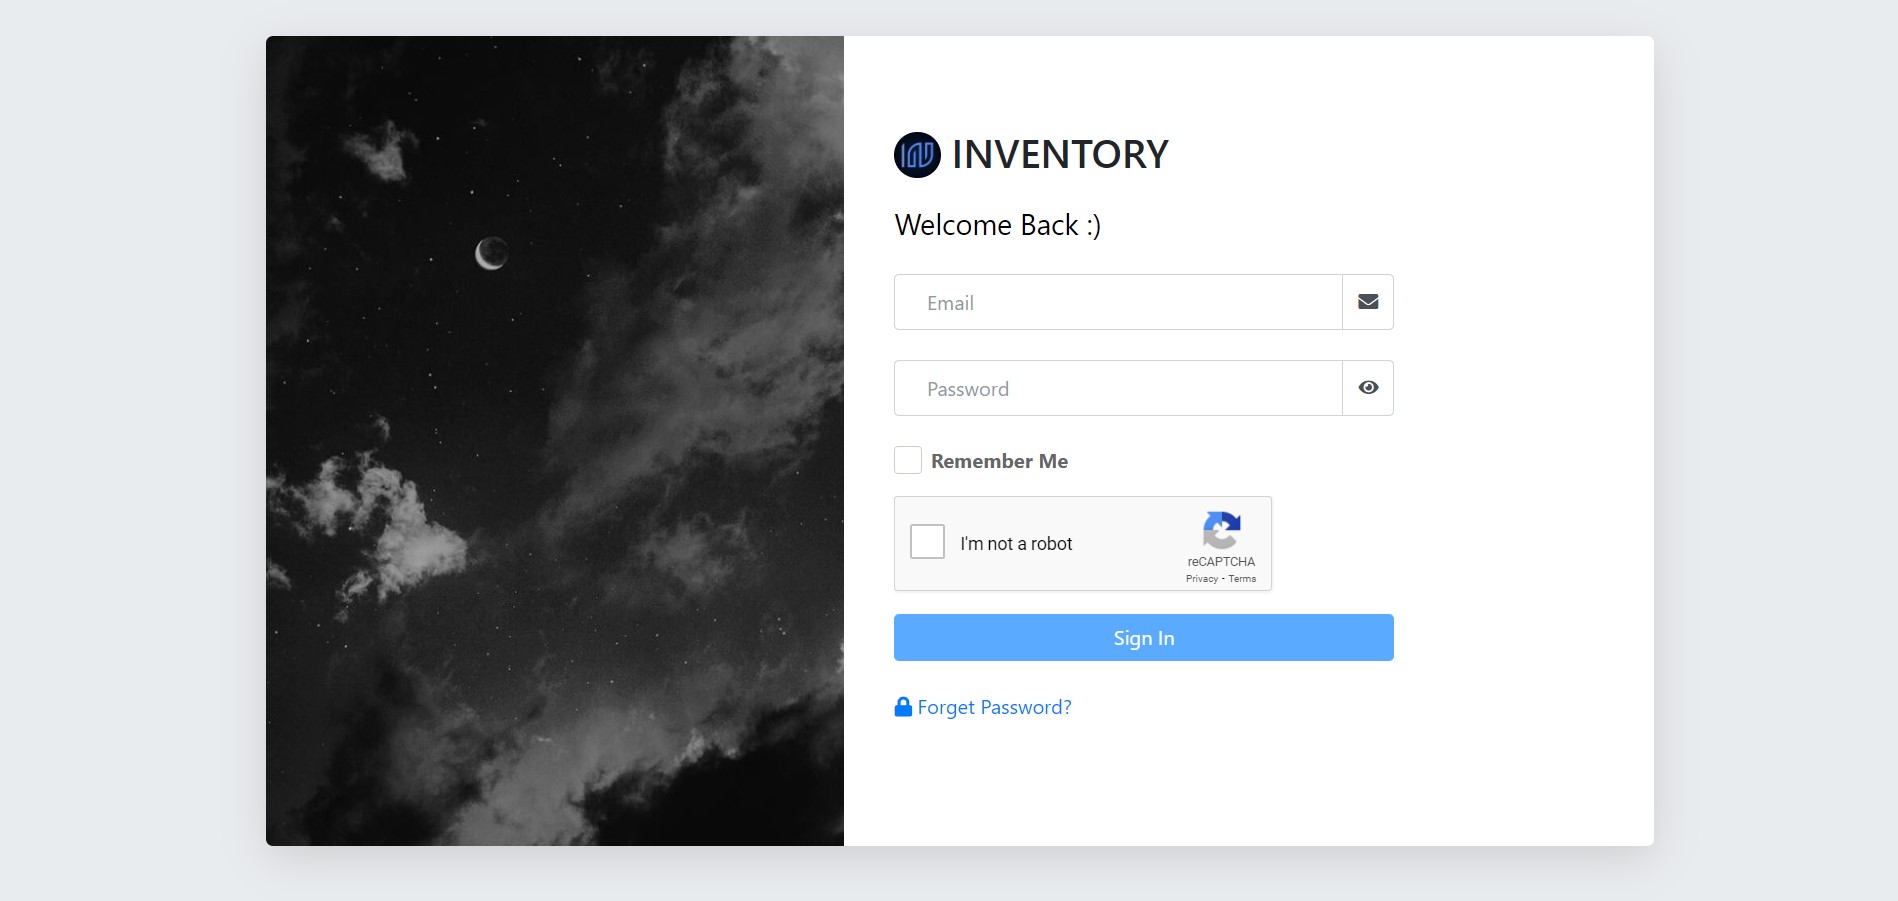 INVENTORY
Welcome Back :)
Email
Password
Remember Me
I'm not a robot
reCAPTCHA
Privacy - Terms
Sign In
Forget Password?